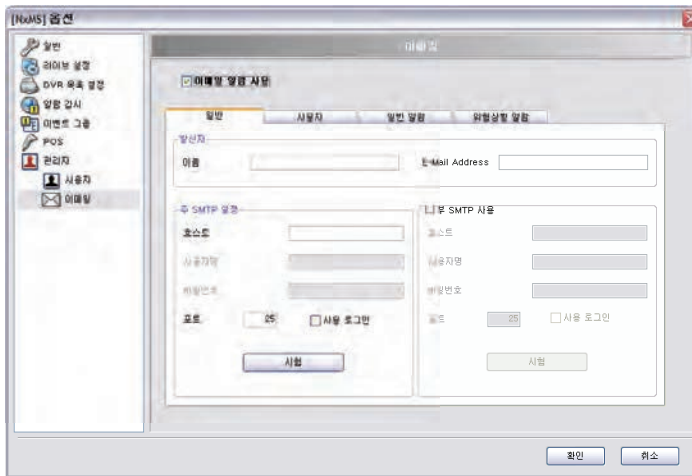 [NxMS] 옵션
일반
라이브 설정
DVR 목록 설정
알람 감시
이벤트 그룹
POS
관리자
사용자
이메일
이메일
이메일 알람 사용
일반 사용자 일반 알람 위험상황 알람
발신자
이름 E-Mail Address
주 SMTP 설정 부 SMTP 사용
호스트 호스트
사용자명 사용자명
비밀번호 비밀번호
포트 25 사용 로그인 포트 25 사용 로그인
시험 시험
확인 취소